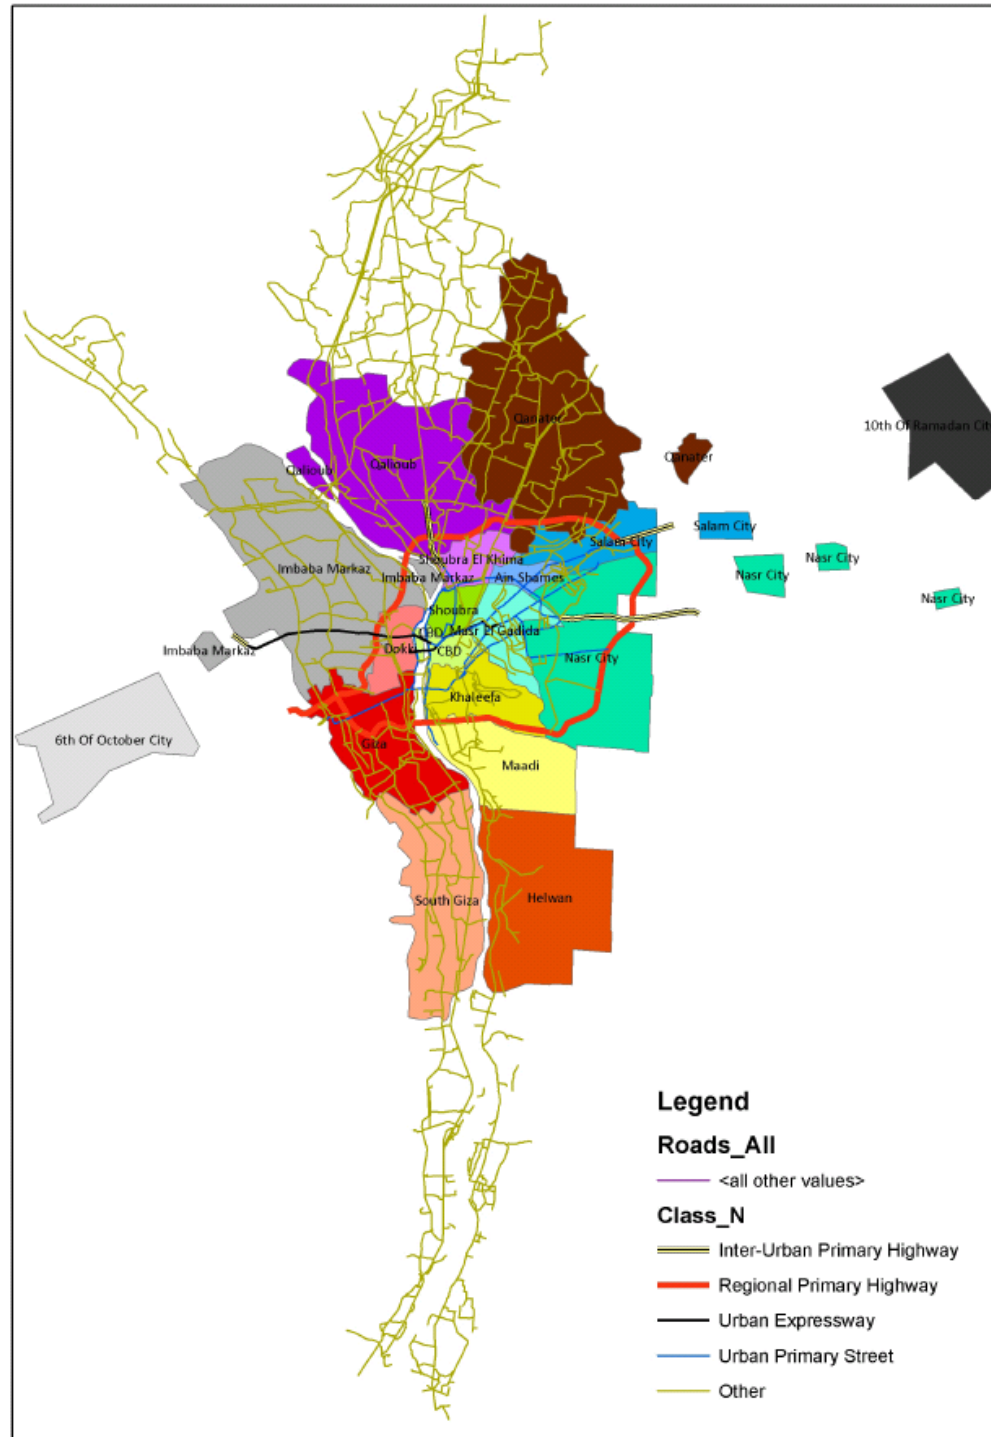 Qanater
10th Of Ramadan City
Qanater
Qalioub
Qalioub
Salam City
Salam City
Shoubra El Khima
Nasr City
Imbaba Markaz
Imbaba Markaz
Ain Shames
Nasr City
Nasr City
Shoubra
CBD
Masr El Gadida
Imbaba Markaz
Dokki
CBD
Nasr City
Khaleefa
6th Of October City
Giza
Maadi
South Giza
Helwan
Legend
Roads_All
<all other values>
Class_N
Inter-Urban Primary Highway
Regional Primary Highway
Urban Expressway
Urban Primary Street
Other